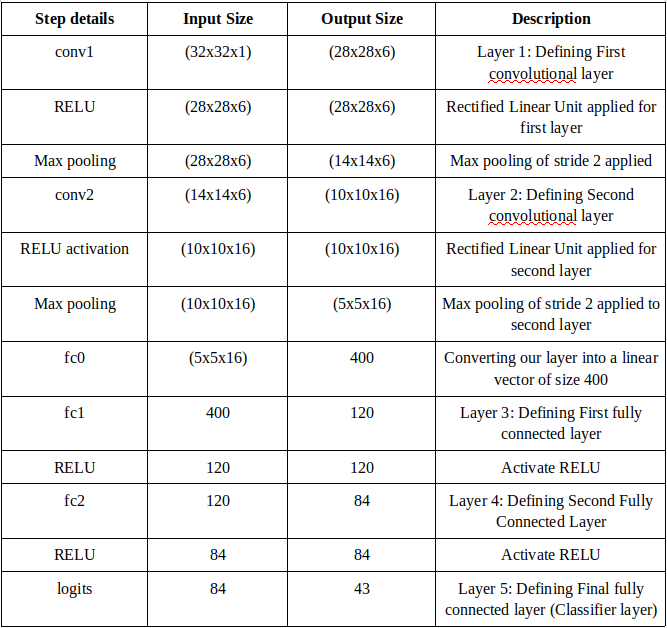 Step details Input Size Output Size Description
conv1 (32x32x1) (28x28x6) Layer 1: Defining First
convolutional layer
RELU (28x28x6) (28x28x6) Rectified Linear Unit applied for
first layer
Max pooling (28x28x6) (14x14x6) Max pooling of stride 2 applied
conv2 (14x14x6) (10x10x16) Layer 2: Defining Second
convolutional layer
RELU activation (10x10x16) (10x10x16) Rectified Linear Unit applied for
second layer
Max pooling (10x10x16) (5x5x16) Max pooling of stride 2 applied to
second layer
fc0 (5x5x16) 400 Converting our layer into a linear
vector of size 400
fc1 400 120 Layer 3: Defining First fully
connected layer
RELU 120 120 Activate RELU
fc2 120 84 Layer 4: Defining Second Fully
Connected Layer
RELU 84 84 Activate RELU
logits 84 43 Layer 5: Defining Final fully
connected layer (Classifier layer)